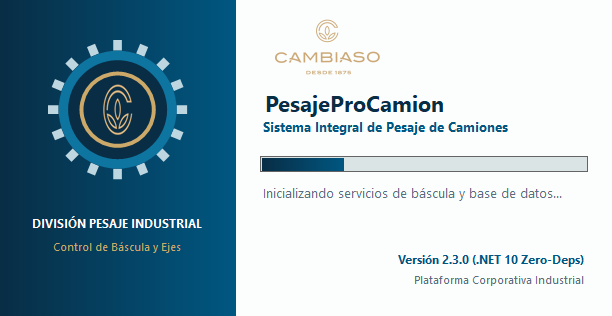 DIVISIÓN PESAJE INDUSTRIAL
Control de Báscula y Ejes
CAMBIASO
DESDE 1876
PesajeProCamion
Sistema Integral de Pesaje de Camiones
Inicializando servicios de báscula y base de datos...
Versión 2.3.0 (.NET 10 Zero-Deps)
Plataforma Corporativa Industrial